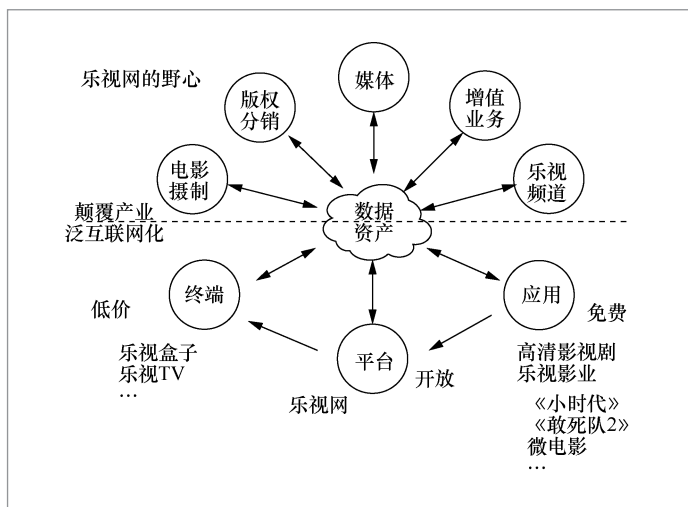 乐视网的野心
媒体
版权
分销
增值
业务
电影
摄制
乐视
频道
颠覆产业
数据
资产
泛互联网化
终端
应用
低价
免费
乐视盒子
乐视TV
…
平台
开放
乐视网
高清影视剧
乐视影业
《小时代》
《敢死队2》
微电影
…